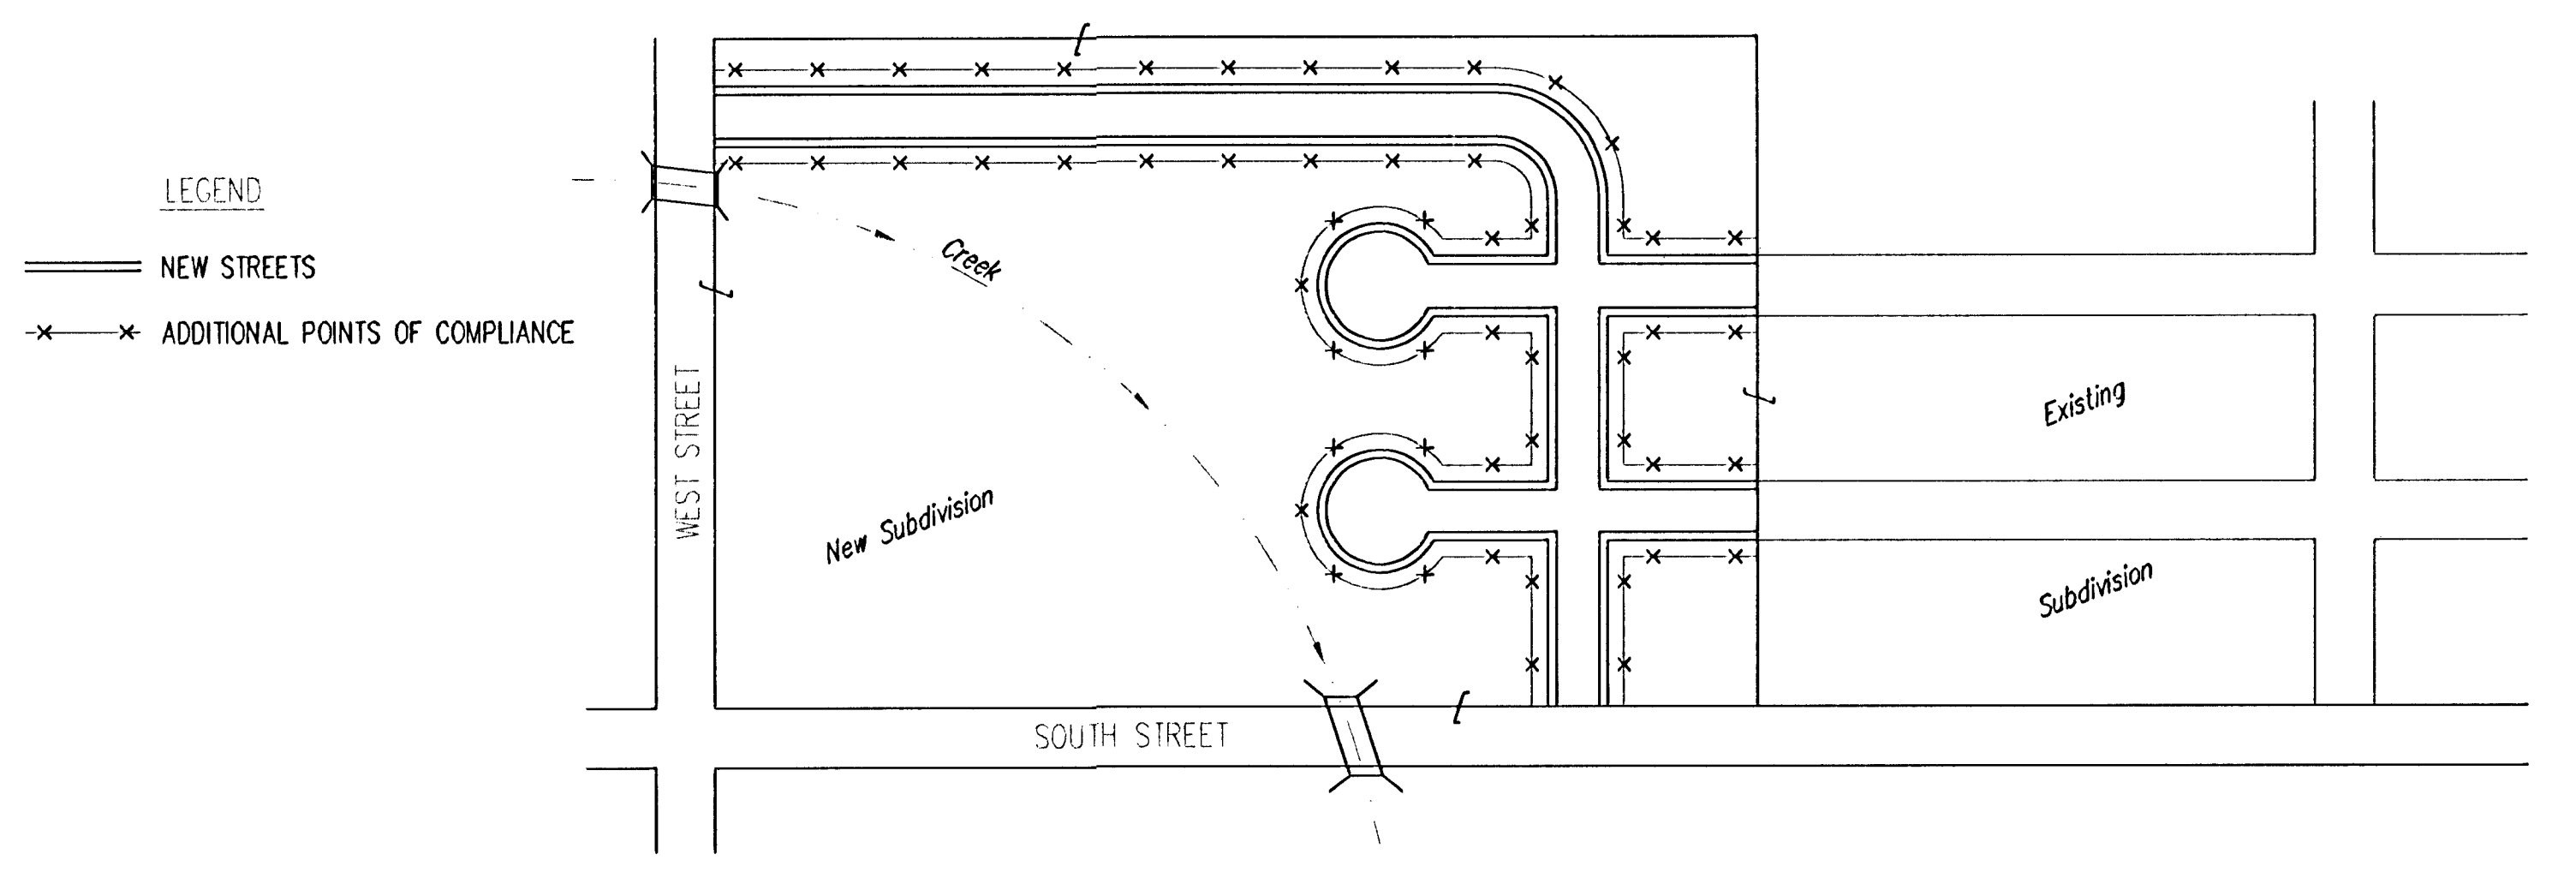 LEGEND
NEW STREETS
ADDITIONAL POINTS OF COMPLIANCE
Creek
WEST STREET
New Subdivision
Existing
Subdivision
SOUTH STREET